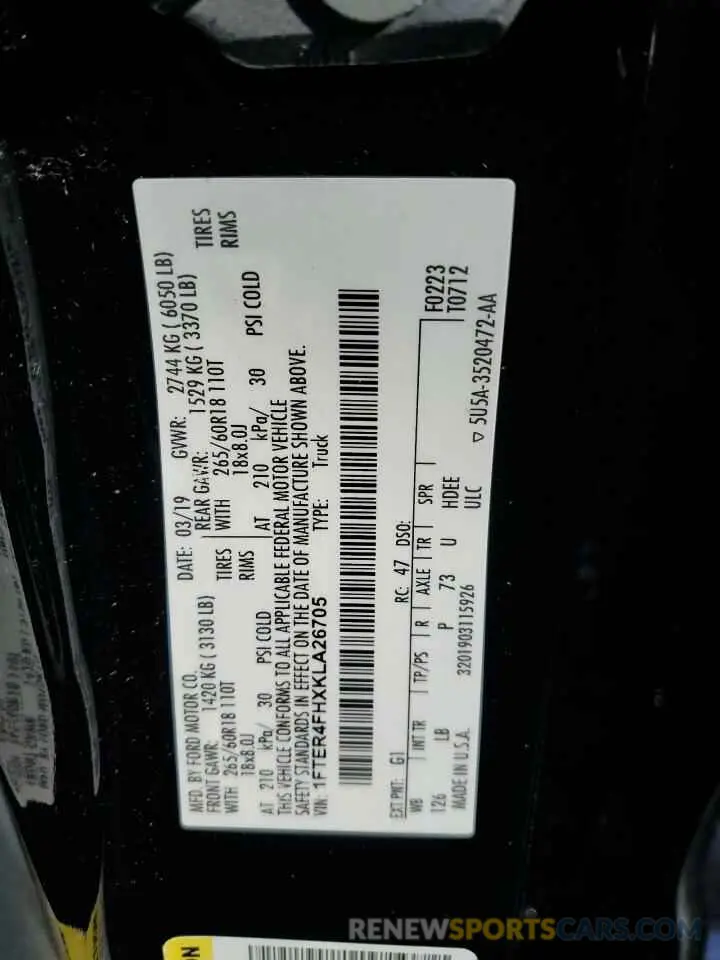 MFD. BY FORD MOTOR CO.
DATE: 03/19 GVWR: 2744 KG ( 6050 LB)
FRONT GAWR: 1420 KG ( 3130 LB) REAR GAWR: 1529 KG ( 3370 LB)
WITH 265/60R18 110T TIRES WITH 265/60R18 110T TIRES
18x8.0J RIMS 18x8.0J RIMS
AT 210 kPa/ 30 PSI COLD AT 210 kPa/ 30 PSI COLD
THIS VEHICLE CONFORMS TO ALL APPLICABLE FEDERAL MOTOR VEHICLE
SAFETY STANDARDS IN EFFECT ON THE DATE OF MANUFACTURE SHOWN ABOVE.
VIN: 1FTER4FHXKLA26705 TYPE: Truck
EXT PNT: G1 RC: 47 DSO: F0223
WB INT TR TP/PS R AXLE TR SPR T0712
126 LB P 73 U HDEE
MADE IN U.S.A. 3201903115926 ULC ▽ 5U5A-3520472-AA
ON
RENEWSPORTSCARS.COM